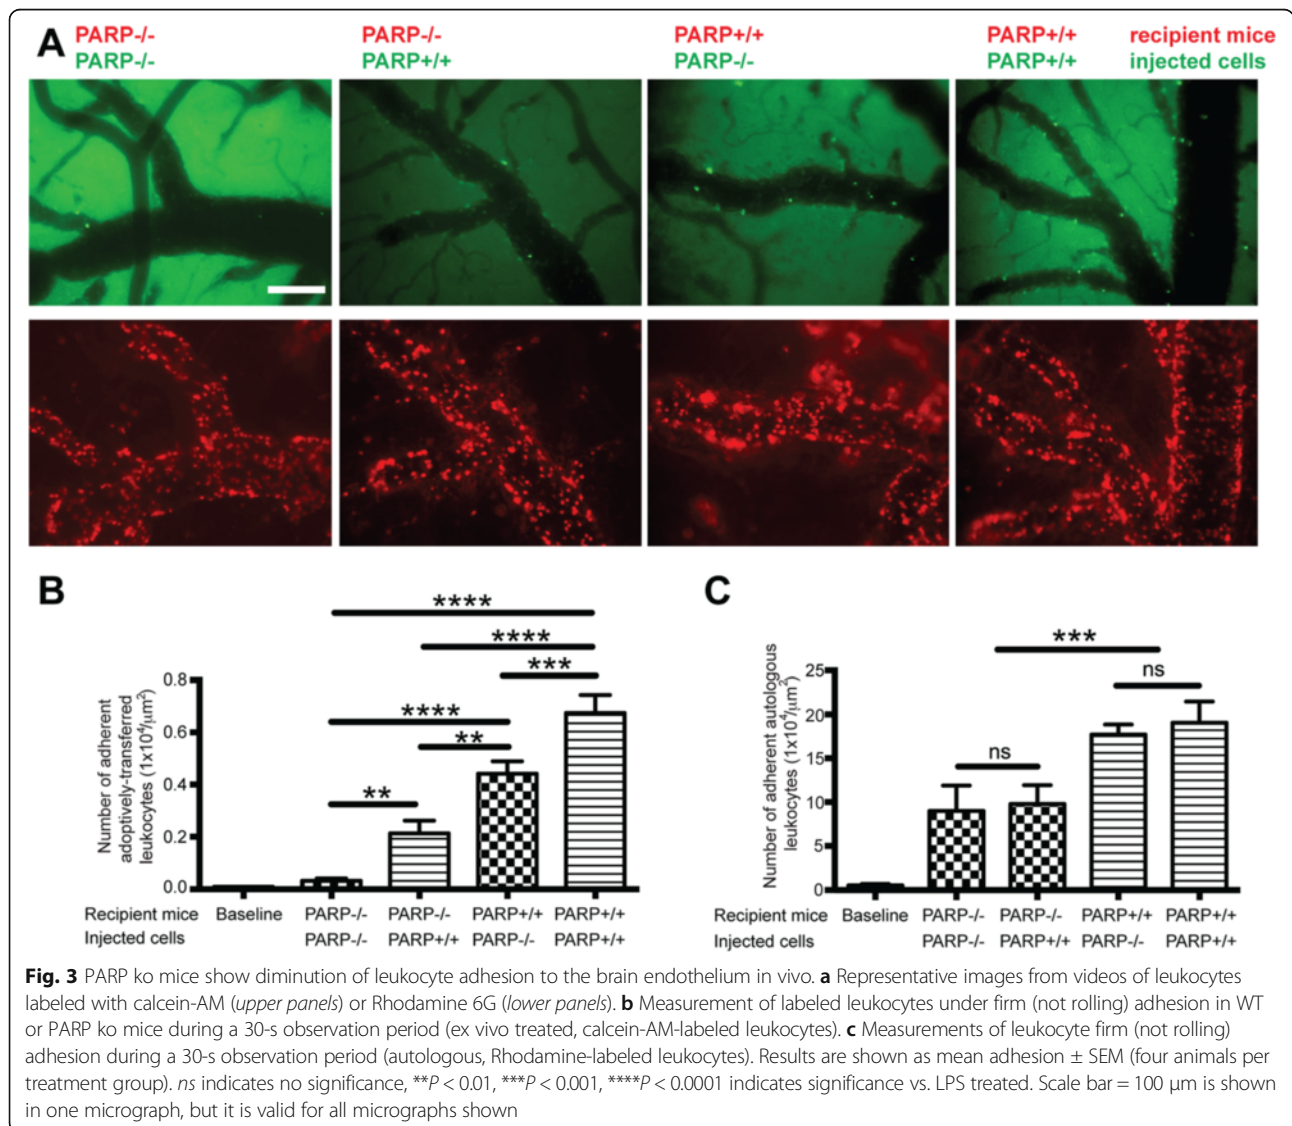 A
PARP-/-
PARP-/-
PARP-/-
PARP+/+
PARP+/+
PARP-/-
PARP+/+
PARP+/+
recipient mice
injected cells
B
****
****
***
****
**
**
Number of adherent
adoptively-transferred
leukocytes (1x10⁴/μm²)
0.8
0.6
0.4
0.2
0.0
Recipient mice Baseline PARP-/- PARP-/- PARP+/+ PARP+/+
Injected cells PARP-/- PARP+/+ PARP-/- PARP+/+
C
***
ns
ns
Number of adherent autologous
leukocytes (1x10⁴/μm²)
25
20
15
10
5
0
Recipient mice Baseline PARP-/- PARP-/- PARP+/+ PARP+/+
Injected cells PARP-/- PARP+/+ PARP-/- PARP+/+
Fig. 3 PARP ko mice show diminution of leukocyte adhesion to the brain endothelium in vivo. a Representative images from videos of leukocytes
labeled with calcein-AM (upper panels) or Rhodamine 6G (lower panels). b Measurement of labeled leukocytes under firm (not rolling) adhesion in WT
or PARP ko mice during a 30-s observation period (ex vivo treated, calcein-AM-labeled leukocytes). c Measurements of leukocyte firm (not rolling)
adhesion during a 30-s observation period (autologous, Rhodamine-labeled leukocytes). Results are shown as mean adhesion ± SEM (four animals per
treatment group). ns indicates no significance, **P < 0.01, ***P < 0.001, ****P < 0.0001 indicates significance vs. LPS treated. Scale bar = 100 μm is shown
in one micrograph, but it is valid for all micrographs shown